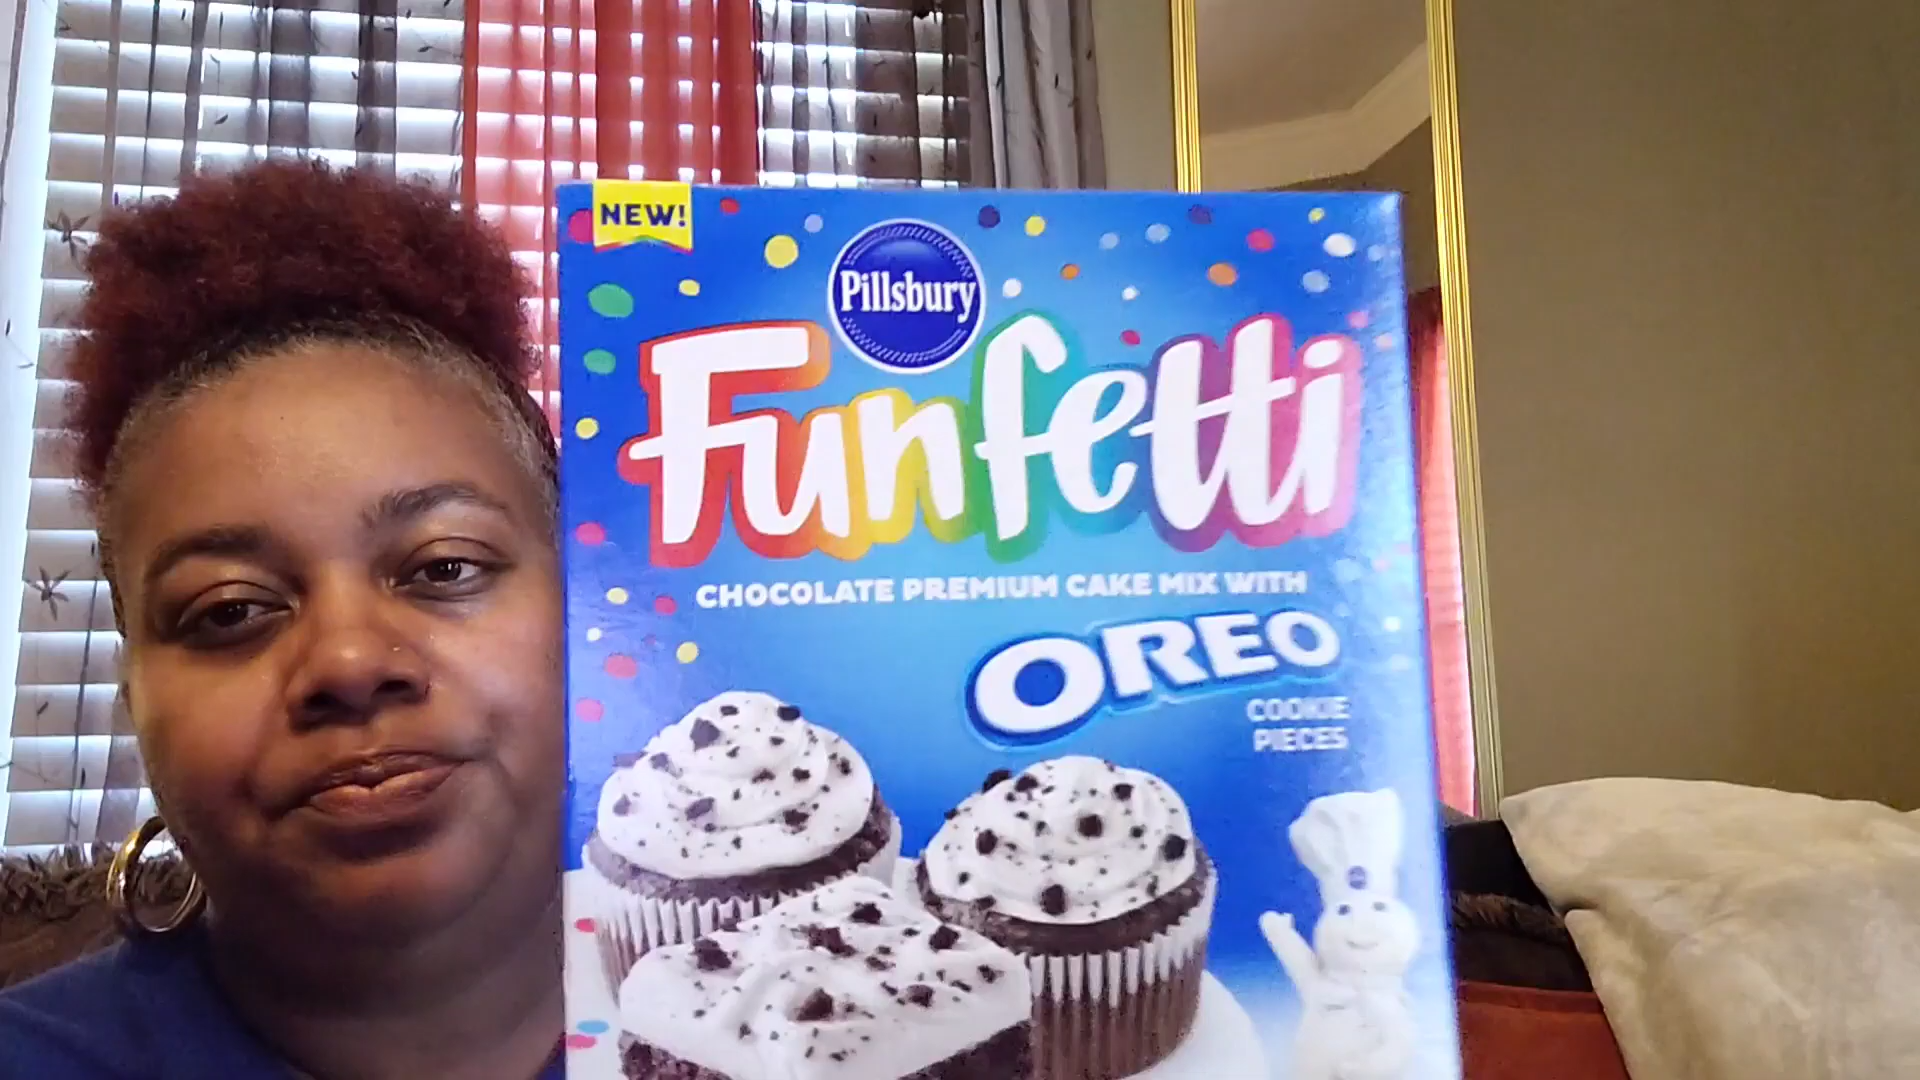 NEW!
Pillsbury
Funfetti
CHOCOLATE PREMIUM CAKE MIX WITH
OREO
COOKIE
PIECES